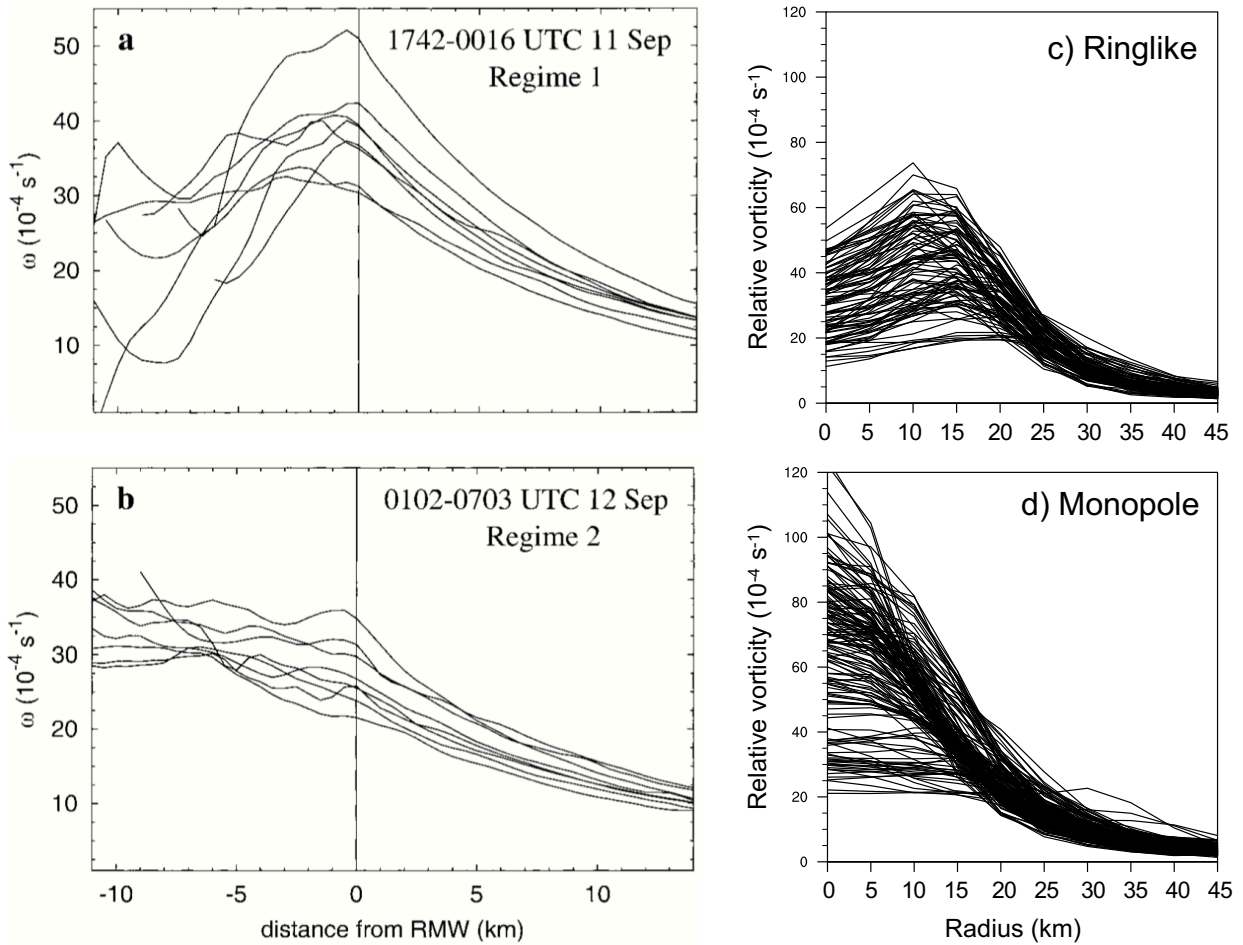 a
1742-0016 UTC 11 Sep
Regime 1
ω (10⁻⁴ s⁻¹)
50
40
30
20
10
b
0102-0703 UTC 12 Sep
Regime 2
ω (10⁻⁴ s⁻¹)
50
40
30
20
10
-10 -5 0 5 10
distance from RMW (km)
c) Ringlike
Relative vorticity (10⁻⁴ s⁻¹)
120
100
80
60
40
20
0
0 5 10 15 20 25 30 35 40 45
d) Monopole
Relative vorticity (10⁻⁴ s⁻¹)
120
100
80
60
40
20
0
0 5 10 15 20 25 30 35 40 45
Radius (km)